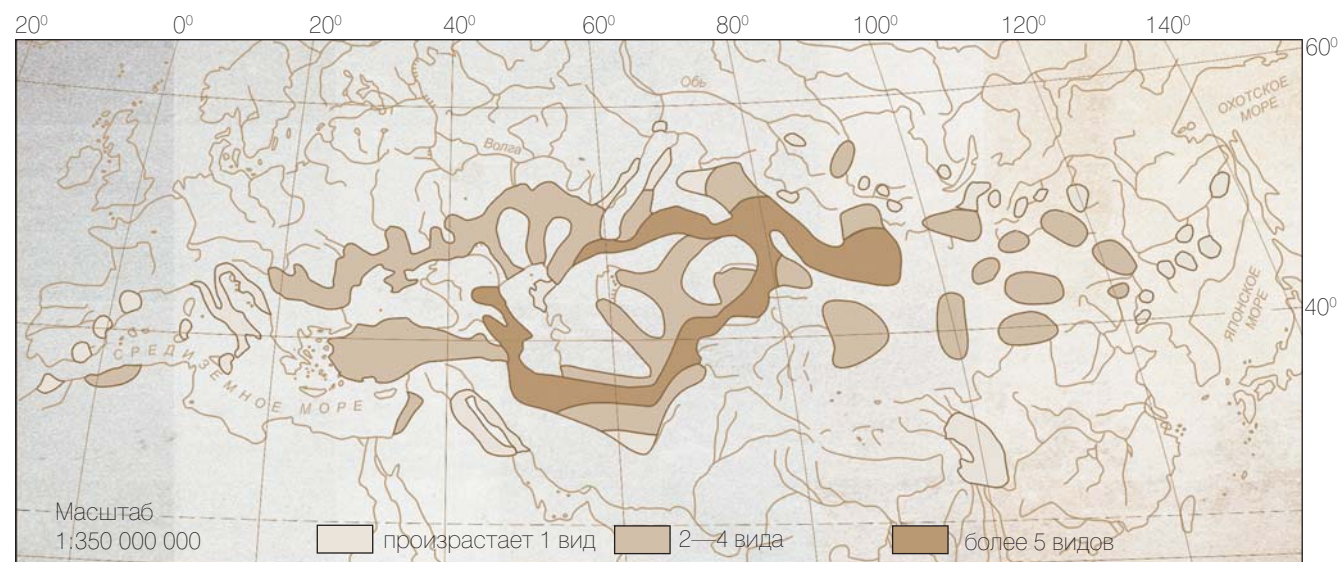 20⁰ 0⁰ 20⁰ 40⁰ 60⁰ 80⁰ 100⁰ 120⁰ 140⁰
60⁰
Обь
ОХОТСКОЕ
МОРЕ
Волга
40⁰
ЯПОНСКОЕ
МОРЕ
СРЕДИЗЕМНОЕ МОРЕ
Масштаб
1:350 000 000
произрастает 1 вид
2—4 вида
более 5 видов